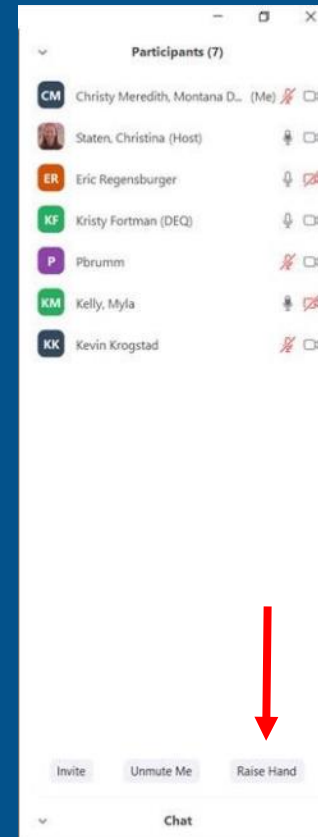 Participants (7)
CM Christy Meredith, Montana D... (Me)
Staten, Christina (Host)
ER Eric Regensburger
KF Kristy Fortman (DEQ)
P Pbrumm
KM Kelly, Myla
KK Kevin Krogstad
Invite Unmute Me Raise Hand
Chat